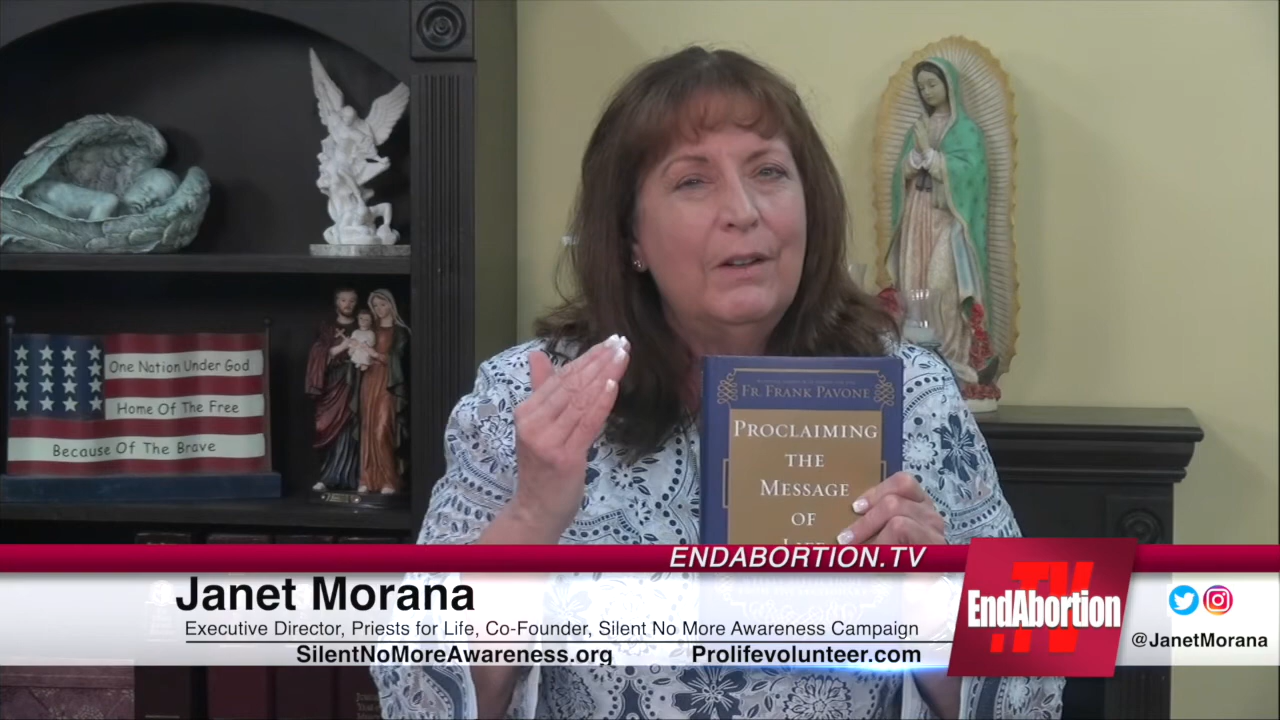 One Nation Under God
Home Of The Free
Because Of The Brave
FR. FRANK PAVONE
PROCLAIMING
THE
MESSAGE
OF
ENDABORTION.TV
Janet Morana
Executive Director, Priests for Life, Co-Founder, Silent No More Awareness Campaign
SilentNoMoreAwareness.org
Prolifevolunteer.com
.TV
EndAbortion
@JanetMorana